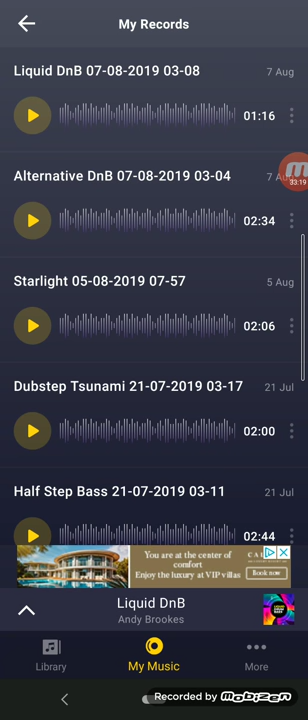 My Records
Liquid DnB 07-08-2019 03-08
7 Aug
01:16
Alternative DnB 07-08-2019 03-04
7 Aug
33:19
02:34
Starlight 05-08-2019 07-57
5 Aug
02:06
Dubstep Tsunami 21-07-2019 03-17
21 Jul
02:00
Half Step Bass 21-07-2019 03-11
21 Jul
02:44
You are at the center of
comfort
Enjoy the luxury at VIP villas
Book now
Liquid DnB
Andy Brookes
Library
My Music
More
Recorded by mobizen